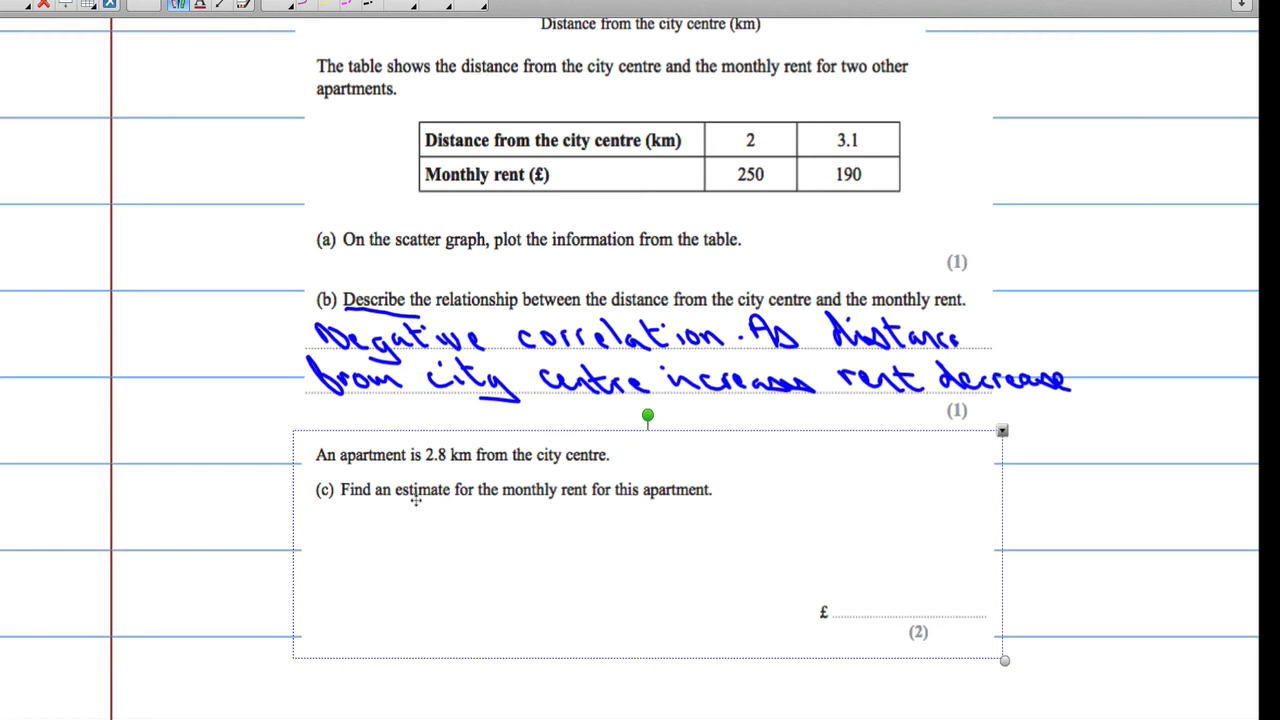 Distance from the city centre (km)
The table shows the distance from the city centre and the monthly rent for two other
apartments.
Distance from the city centre (km) 2 3.1
Monthly rent (£) 250 190
(a) On the scatter graph, plot the information from the table.
(1)
(b) Describe the relationship between the distance from the city centre and the monthly rent.
Negative correlation. As distance
from city centre increases rent decrease
(1)
An apartment is 2.8 km from the city centre.
(c) Find an estimate for the monthly rent for this apartment.
£
(2)